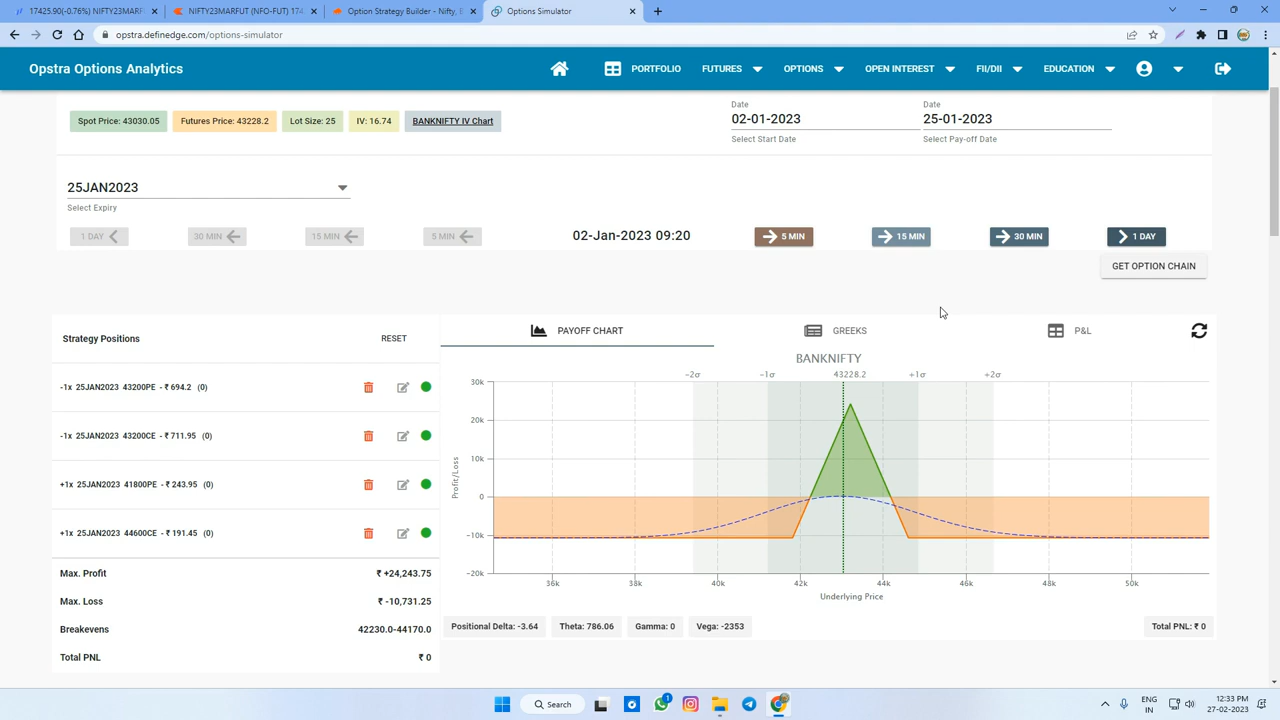 17425.90(-0.76%) NIFTY23MARF
NIFTY23MARFUT (NFO-FUT) 174
Option Strategy Builder - Nifty, B
Options Simulator
opstra.definedge.com/options-simulator
Opstra Options Analytics
PORTFOLIO
FUTURES
OPTIONS
OPEN INTEREST
FII/DII
EDUCATION
Spot Price: 43030.05
Futures Price: 43228.2
Lot Size: 25
IV: 16.74
BANKNIFTY IV Chart
Date
02-01-2023
Select Start Date
Date
25-01-2023
Select Pay-off Date
25JAN2023
Select Expiry
1 DAY
30 MIN
15 MIN
5 MIN
02-Jan-2023 09:20
5 MIN
15 MIN
30 MIN
1 DAY
GET OPTION CHAIN
Strategy Positions
RESET
-1x 25JAN2023 43200PE - ₹ 694.2 (0)
-1x 25JAN2023 43200CE - ₹ 711.95 (0)
+1x 25JAN2023 41800PE - ₹ 243.95 (0)
+1x 25JAN2023 44600CE - ₹ 191.45 (0)
Max. Profit ₹ +24,243.75
Max. Loss ₹ -10,731.25
Breakevens 42230.0-44170.0
Total PNL ₹ 0
PAYOFF CHART
GREEKS
P&L
BANKNIFTY
−2σ −1σ 43228.2 +1σ +2σ
30k
20k
10k
0
−10k
−20k
Profit/Loss
36k 38k 40k 42k 44k 46k 48k 50k
Underlying Price
Positional Delta: -3.64
Theta: 786.06
Gamma: 0
Vega: -2353
Total PNL: ₹ 0
Search
1
ENG
IN
12:33 PM
27-02-2023